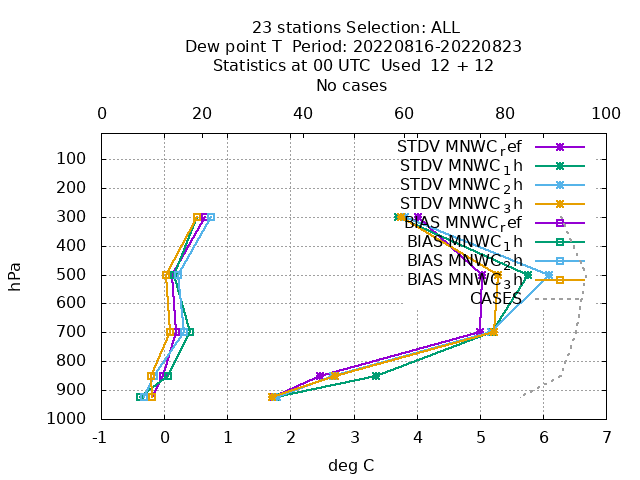 23 stations Selection: ALL
Dew point T  Period: 20220816-20220823
Statistics at 00 UTC  Used  12 + 12
No cases
0 20 40 60 80 100
STDV MNWC_ref
STDV MNWC_1h
STDV MNWC_2h
STDV MNWC_3h
BIAS MNWC_ref
BIAS MNWC_1h
BIAS MNWC_2h
BIAS MNWC_3h
CASES
100
200
300
400
500
600
700
800
900
1000
hPa
-1 0 1 2 3 4 5 6 7
deg C